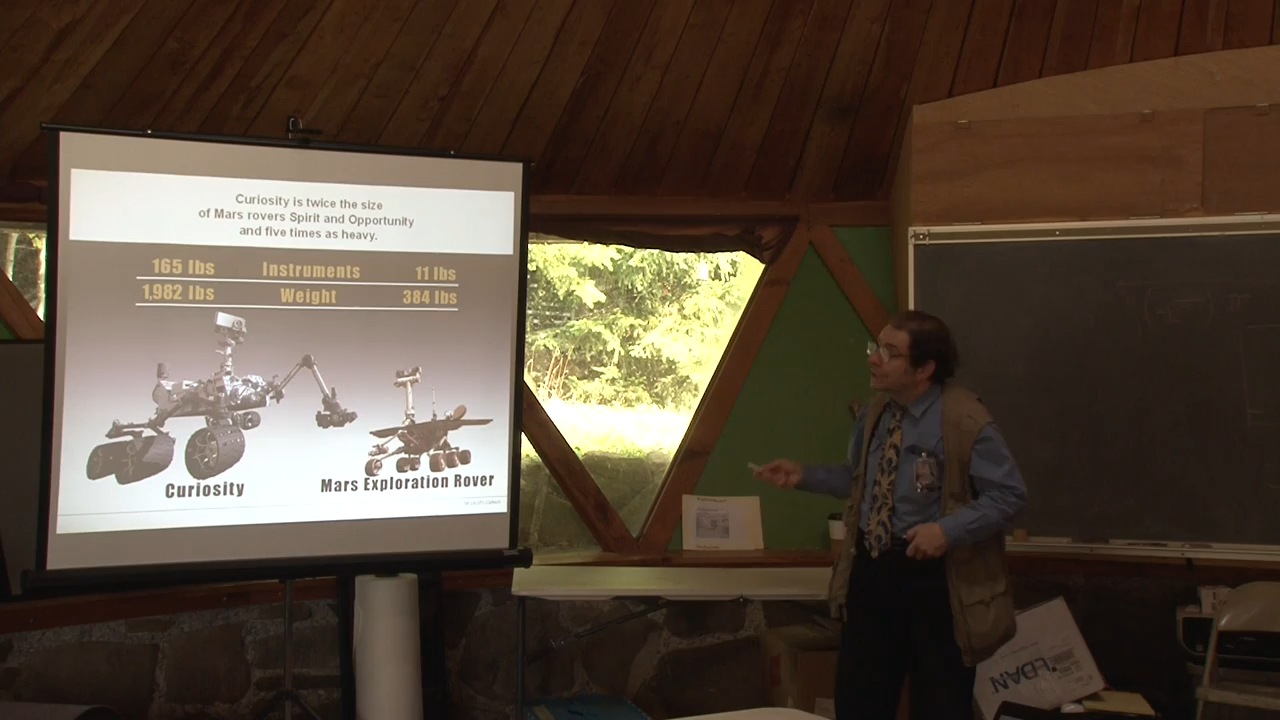 Curiosity is twice the size
of Mars rovers Spirit and Opportunity
and five times as heavy.
165 lbs Instruments 11 lbs
1,982 lbs Weight 384 lbs
Curiosity
Mars Exploration Rover